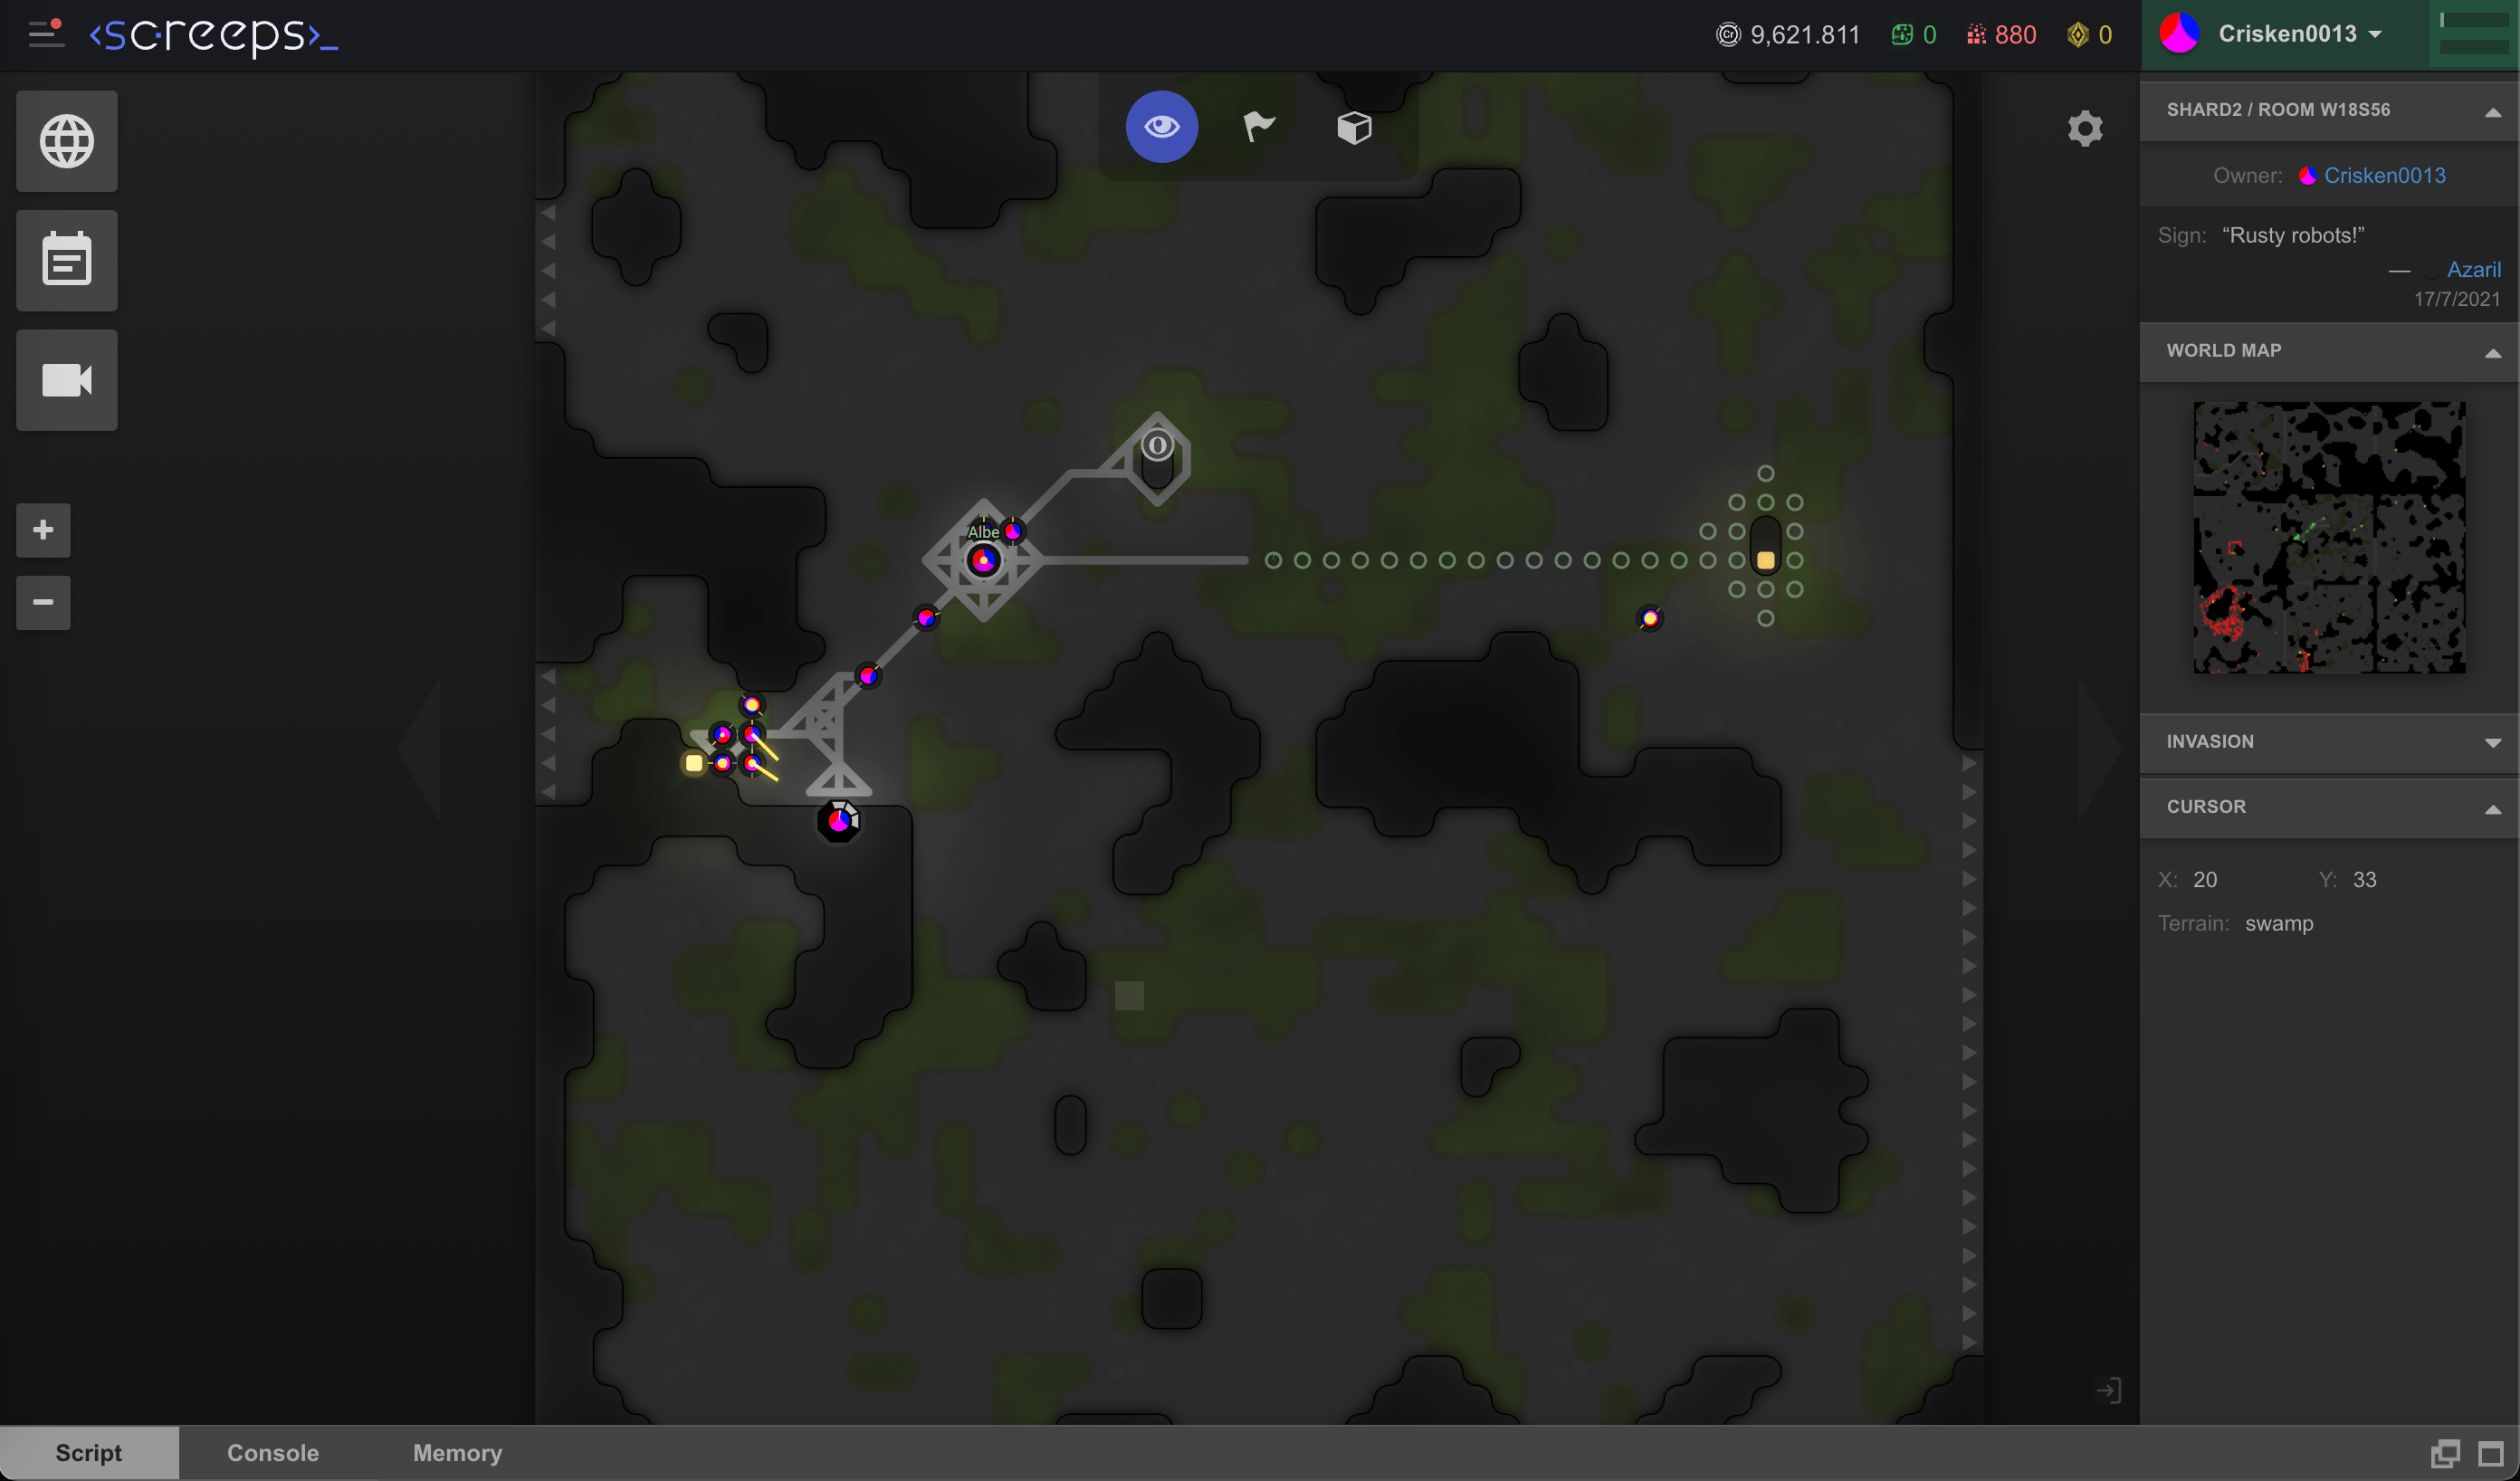 <screeps>_
9,621.811
0
880
0
Crisken0013
SHARD2 / ROOM W18S56
Owner: Crisken0013
Sign: “Rusty robots!”
— Azaril
17/7/2021
WORLD MAP
O
Albe
INVASION
CURSOR
X: 20 Y: 33
Terrain: swamp
Script Console Memory